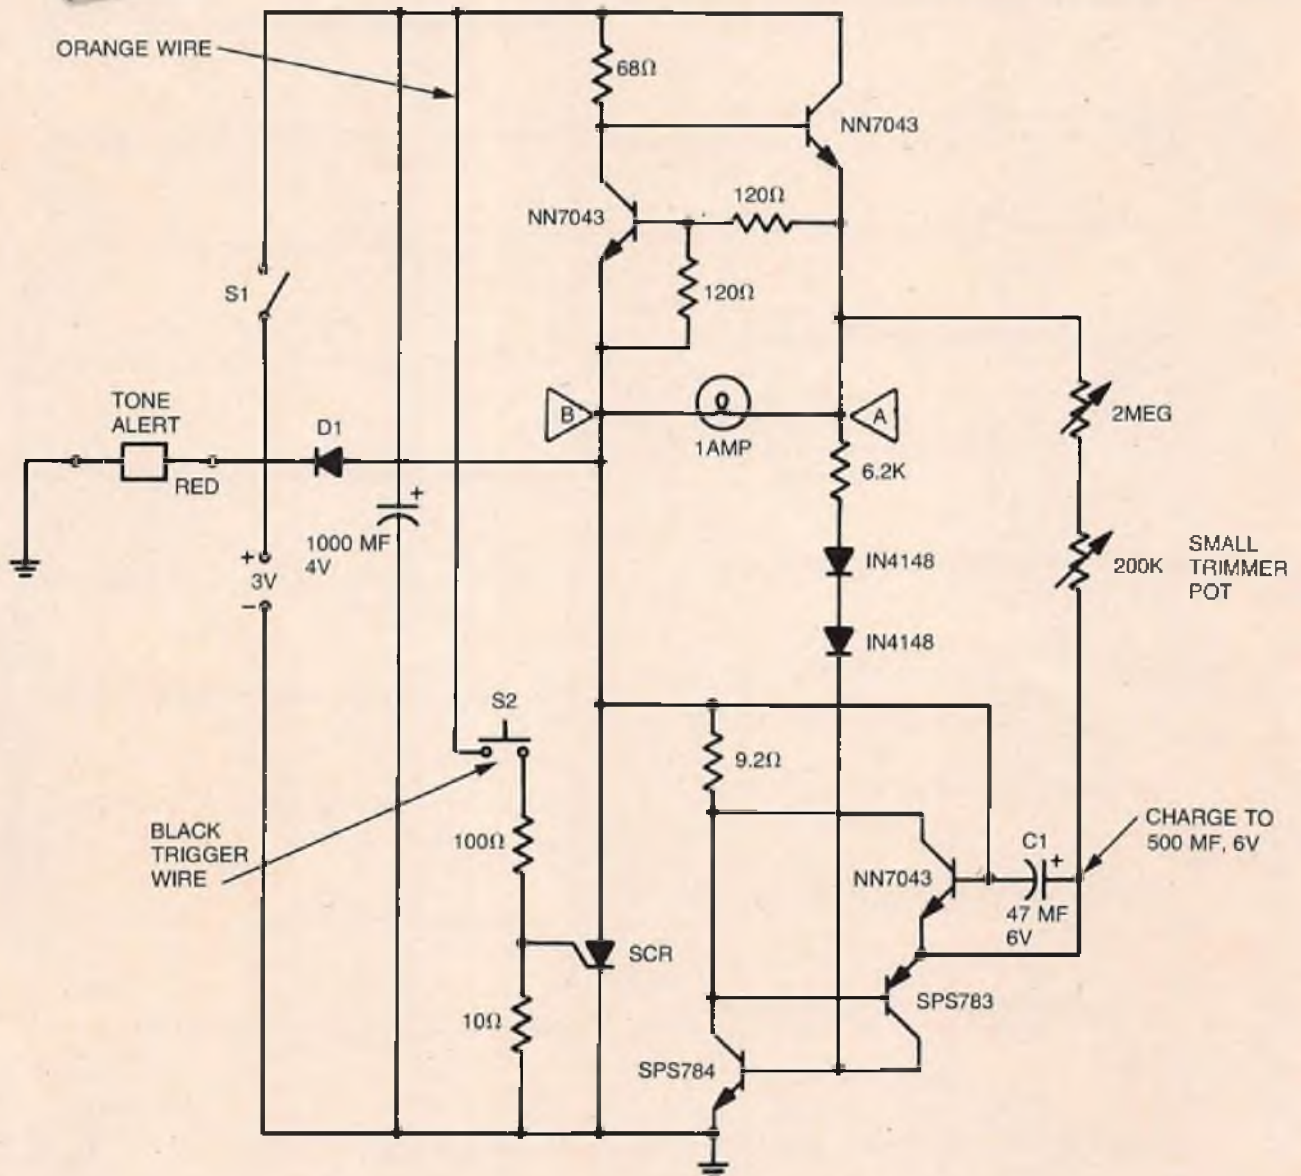 ORANGE WIRE
68Ω
NN7043
120Ω
NN7043
120Ω
S1
B
A
1AMP
2MEG
TONE
ALERT
RED
D1
6.2K
+
1000 MF
4V
+
3V
−
IN4148
200K
SMALL
TRIMMER
POT
IN4148
S2
9.2Ω
BLACK
TRIGGER
WIRE
100Ω
CHARGE TO
500 MF, 6V
NN7043
C1
+
47 MF
6V
SCR
10Ω
SPS783
SPS784